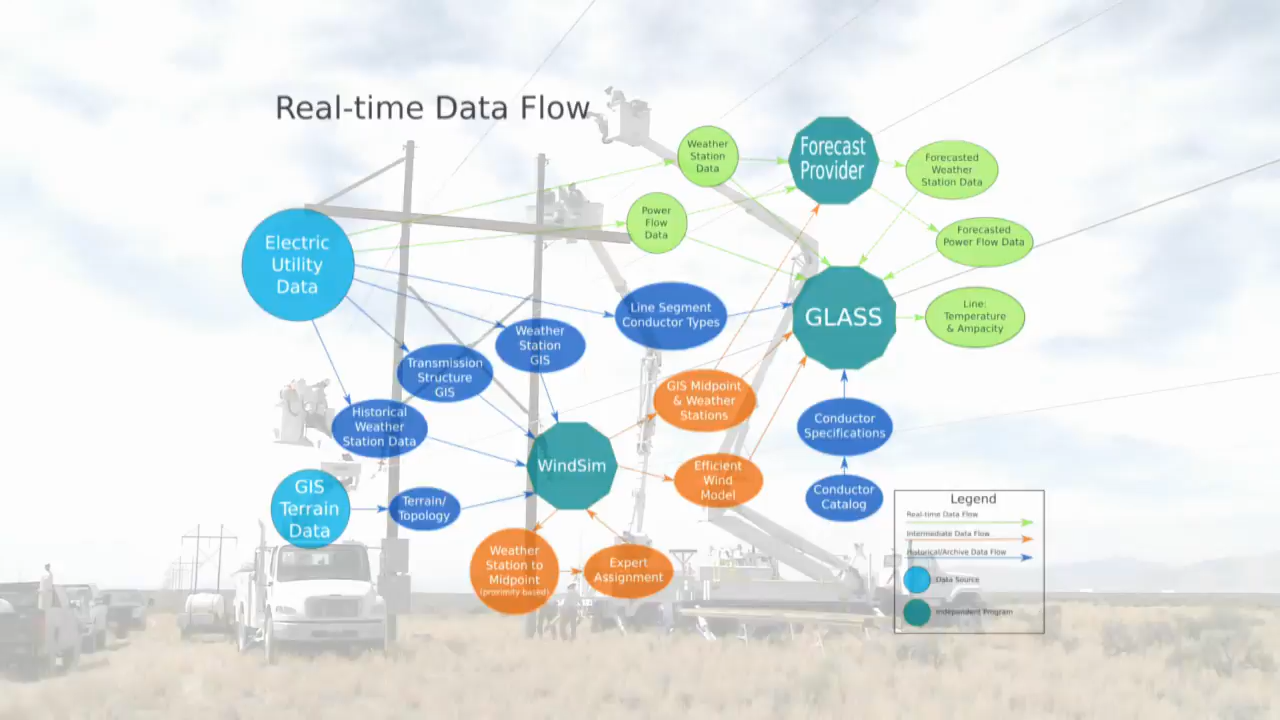 Real-time Data Flow
Weather
Station
Data
Forecast
Provider
Forecasted
Weather
Station Data
Power
Flow
Data
Forecasted
Power Flow Data
Electric
Utility
Data
Line Segment
Conductor Types
GLASS
Line:
Temperature
& Ampacity
Weather
Station
GIS
Transmission
Structure
GIS
GIS Midpoint
& Weather
Stations
Historical
Weather
Station Data
Conductor
Specifications
WindSim
Efficient
Wind
Model
GIS
Terrain
Data
Terrain/
Topology
Conductor
Catalog
Weather
Station to
Midpoint
(proximity based)
Expert
Assignment
Legend
Real-time Data Flow
Intermediate Data Flow
Historical/Archive Data Flow
Data Source
Independent Program